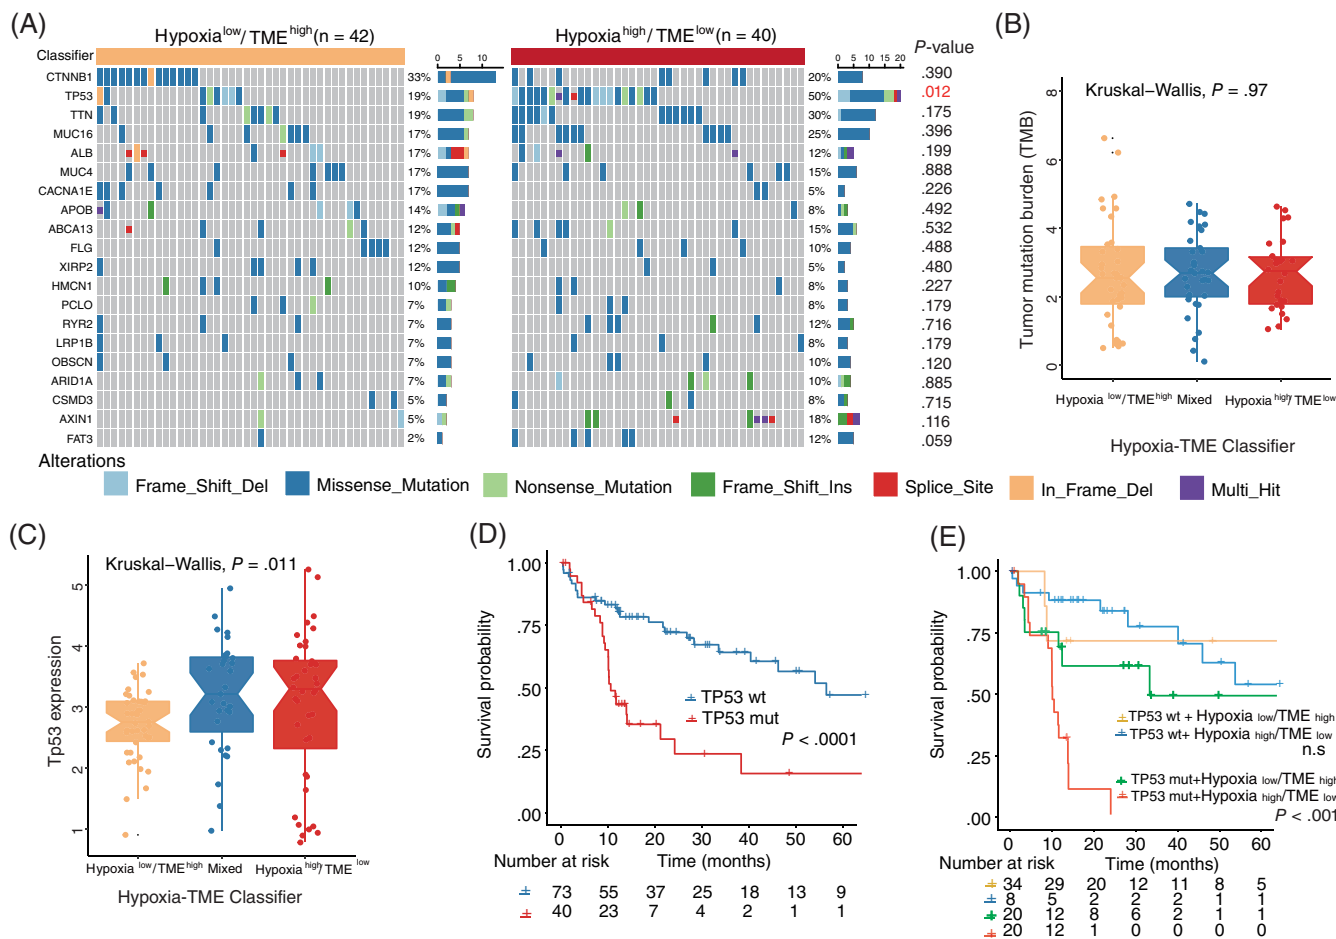 (A)
Hypoxia low/ TME high (n = 42)
Hypoxia high/ TME low (n = 40)
P-value
Classifier
0 5 10
0 5 10 15 20
CTNNB1 33% 20% .390
TP53 19% 50% .012
TTN 19% 30% .175
MUC16 17% 25% .396
ALB 17% 12% .199
MUC4 17% 15% .888
CACNA1E 17% 5% .226
APOB 14% 8% .492
ABCA13 12% 15% .532
FLG 12% 10% .488
XIRP2 12% 5% .480
HMCN1 10% 8% .227
PCLO 7% 8% .179
RYR2 7% 12% .716
LRP1B 7% 8% .179
OBSCN 7% 10% .120
ARID1A 7% 10% .885
CSMD3 5% 8% .715
AXIN1 5% 18% .116
FAT3 2% 12% .059
Alterations
Frame_Shift_Del Missense_Mutation Nonsense_Mutation Frame_Shift_Ins Splice_Site In_Frame_Del Multi_Hit
(B)
Kruskal–Wallis, P = .97
Tumor mutation burden (TMB)
8
6
4
2
0
Hypoxia low/TME high Mixed Hypoxia high/TME low
Hypoxia-TME Classifier
(C)
Kruskal–Wallis, P = .011
Tp53 expression
5
4
3
2
1
Hypoxia low/TME high Mixed Hypoxia high/TME low
Hypoxia-TME Classifier
(D)
Survival probability
1.00
.75
.50
.25
.00
TP53 wt
TP53 mut
P < .0001
0 10 20 30 40 50 60
Number at risk Time (months)
73 55 37 25 18 13 9
40 23 7 4 2 1 1
(E)
Survival probability
1.00
.75
.50
.25
.00
TP53 wt + Hypoxia low/TME high
TP53 wt+ Hypoxia high/TME low
n.s
TP53 mut+Hypoxia low/TME high
TP53 mut+Hypoxia high/TME low
P < .001
0 10 20 30 40 50 60
Number at risk Time (months)
34 29 20 12 11 8 5
8 5 2 2 2 1 1
20 12 8 6 2 1 1
20 12 1 0 0 0 0